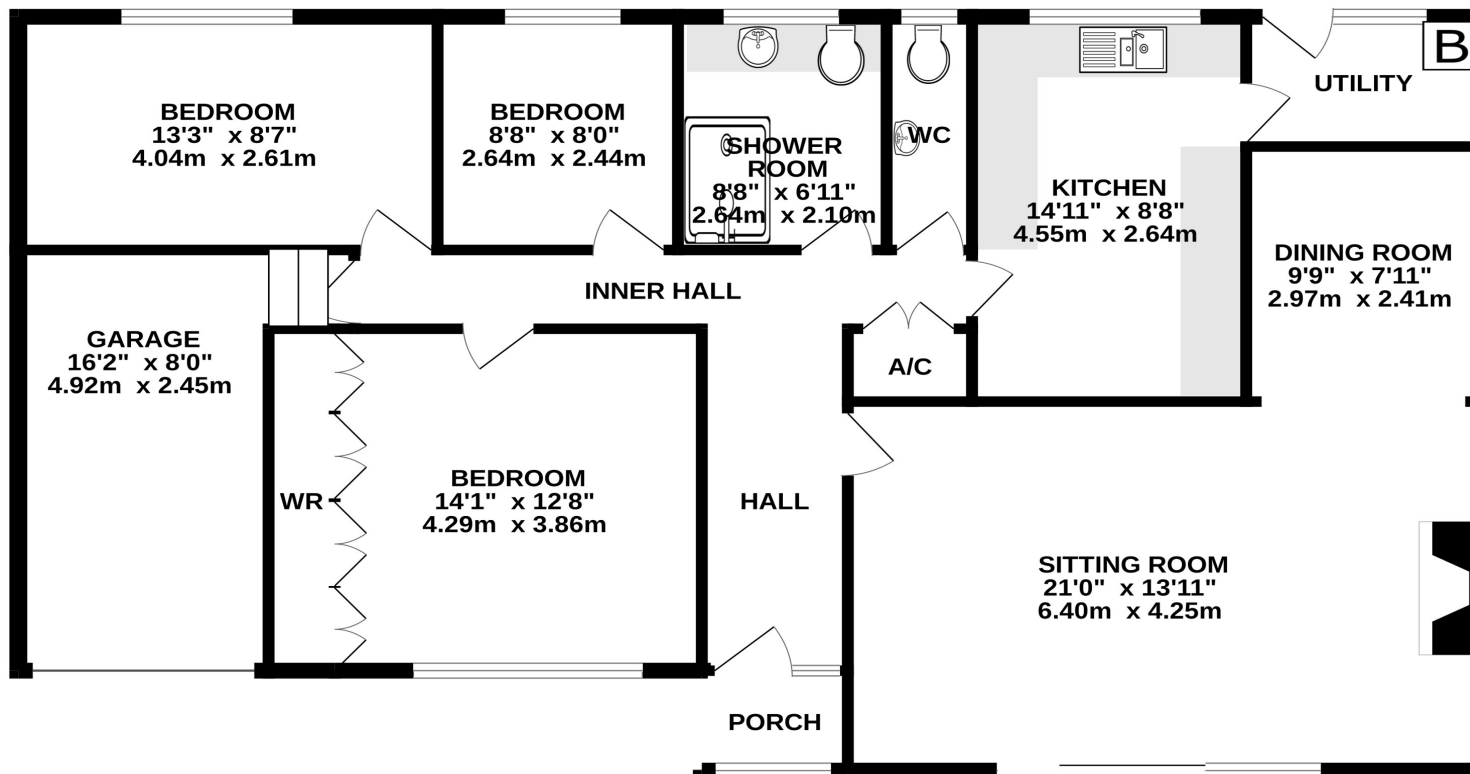 BEDROOM
13'3" x 8'7"
4.04m x 2.61m
BEDROOM
8'8" x 8'0"
2.64m x 2.44m
SHOWER
ROOM
8'8" x 6'11"
2.64m x 2.10m
WC
KITCHEN
14'11" x 8'8"
4.55m x 2.64m
UTILITY
B
DINING ROOM
9'9" x 7'11"
2.97m x 2.41m
INNER HALL
GARAGE
16'2" x 8'0"
4.92m x 2.45m
A/C
WR
BEDROOM
14'1" x 12'8"
4.29m x 3.86m
HALL
SITTING ROOM
21'0" x 13'11"
6.40m x 4.25m
PORCH